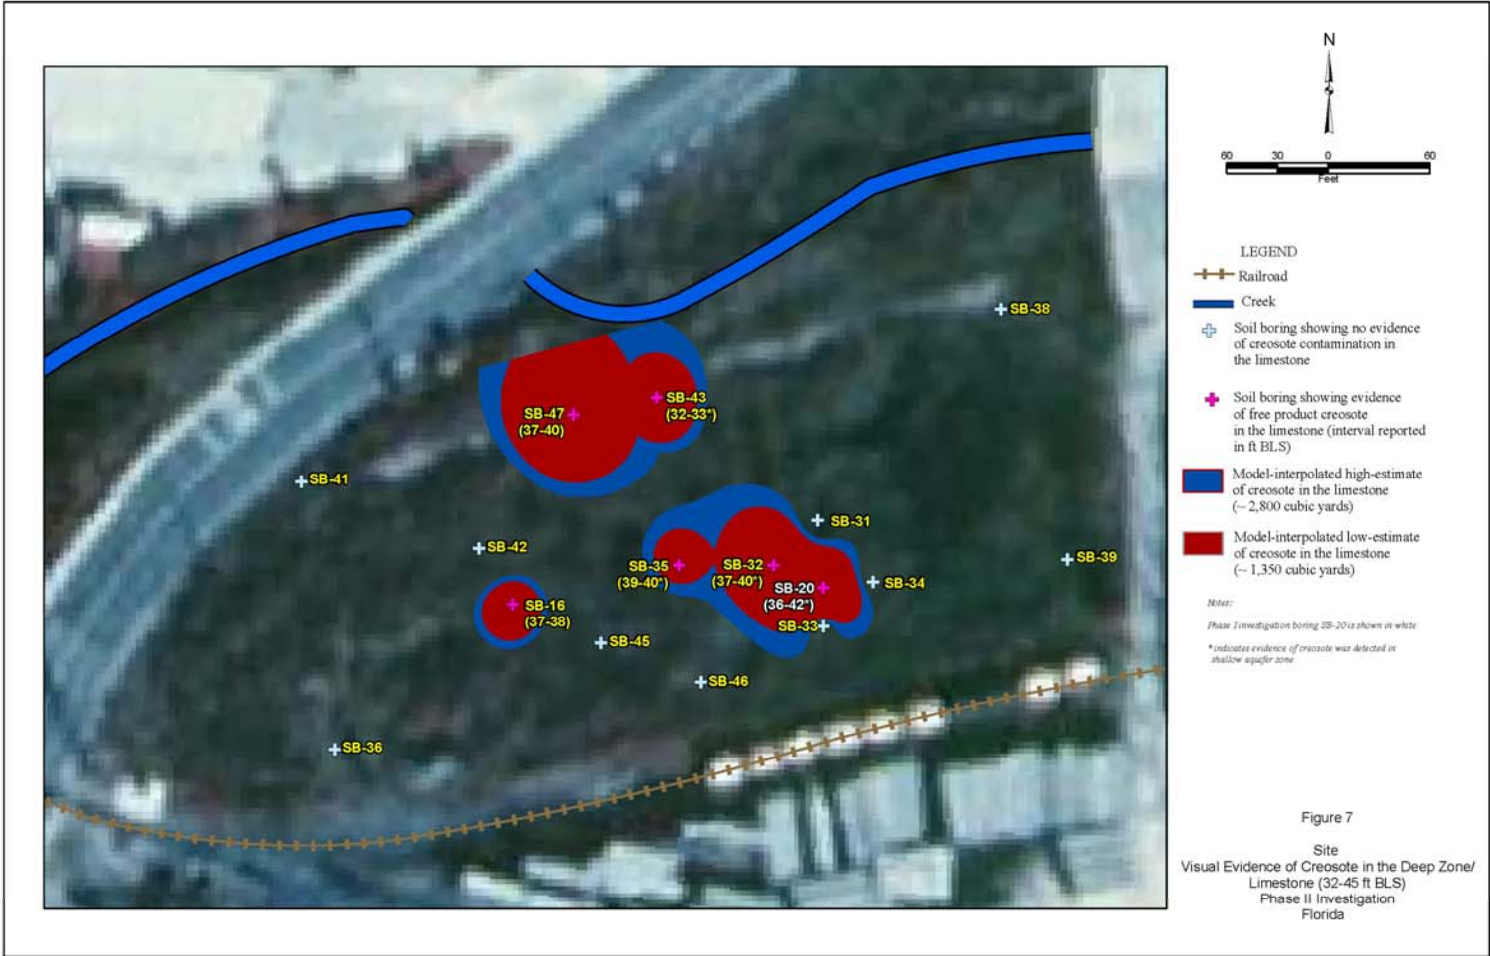 N
60 30 0 60
Feet
LEGEND
Railroad
Creek
Soil boring showing no evidence
of creosote contamination in
the limestone
Soil boring showing evidence
of free product creosote
in the limestone (interval reported
in ft BLS)
Model-interpolated high-estimate
of creosote in the limestone
(~ 2,800 cubic yards)
Model-interpolated low-estimate
of creosote in the limestone
(~ 1,350 cubic yards)
Notes:
Phase I investigation boring SB-20 is shown in white
* indicates evidence of creosote was detected in
shallow aquifer zone
SB-38
SB-43
(32-33*)
SB-47
(37-40)
SB-41
SB-31
SB-42
SB-39
SB-35
(39-40*)
SB-32
(37-40*)
SB-34
SB-20
(36-42*)
SB-16
(37-38)
SB-33
SB-45
SB-46
SB-36
Figure 7
Site
Visual Evidence of Creosote in the Deep Zone/
Limestone (32-45 ft BLS)
Phase II Investigation
Florida